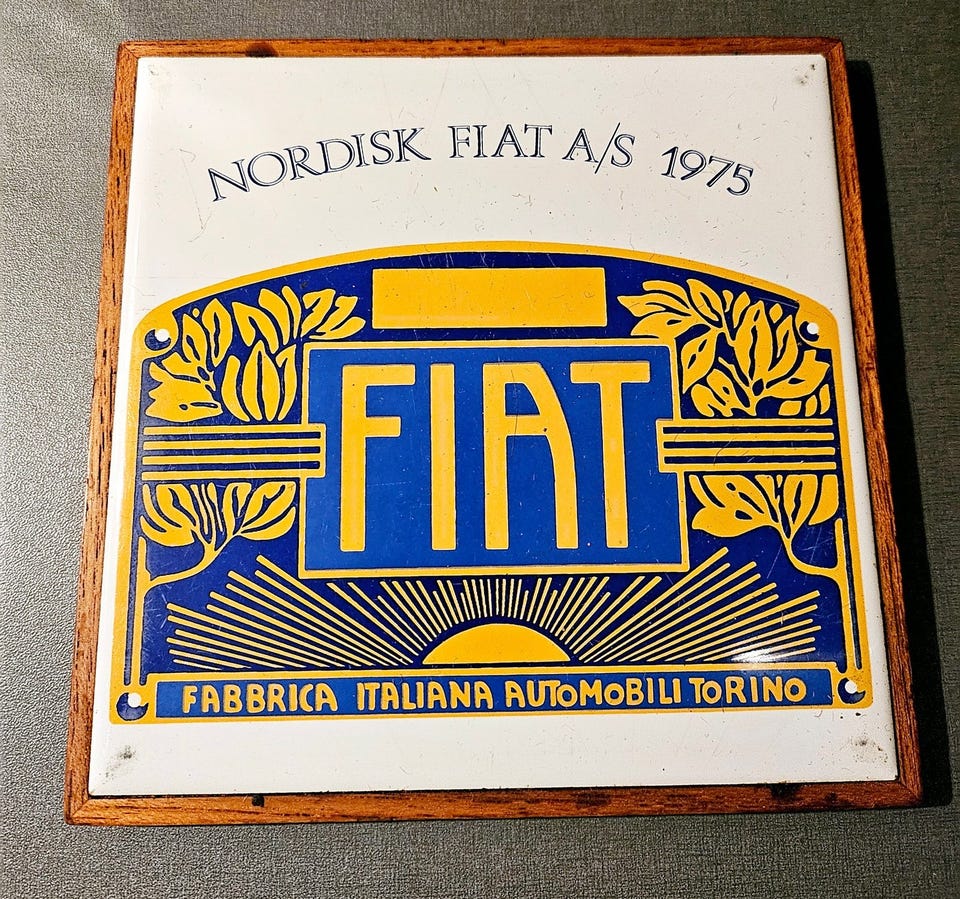 NORDISK FIAT A/S 1975
FIAT
FABBRICA ITALIANA AUTOMOBILI TORINO